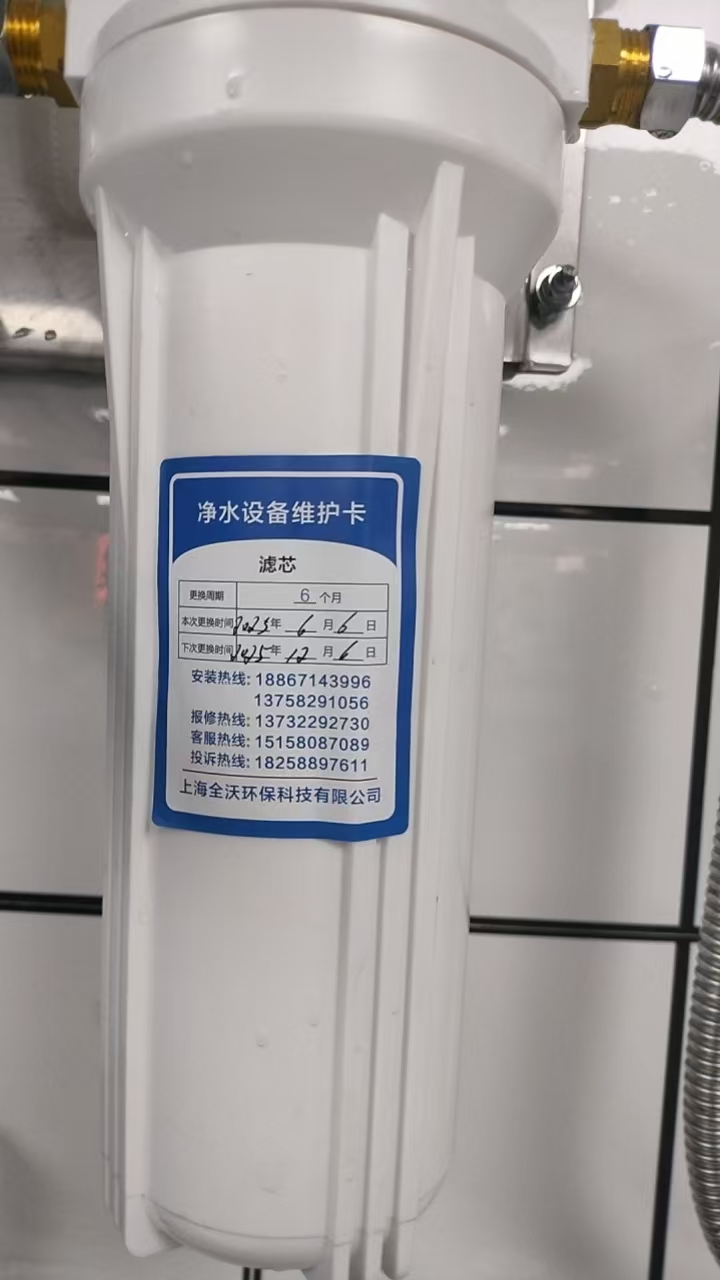 净水设备维护卡
滤芯
更换周期 6 个月
本次更换时间 2025年 6 月 6 日
下次更换时间 2025年 12 月 6 日
安装热线: 18867143996
13758291056
报修热线: 13732292730
客服热线: 15158087089
投诉热线: 18258897611
上海全沃环保科技有限公司